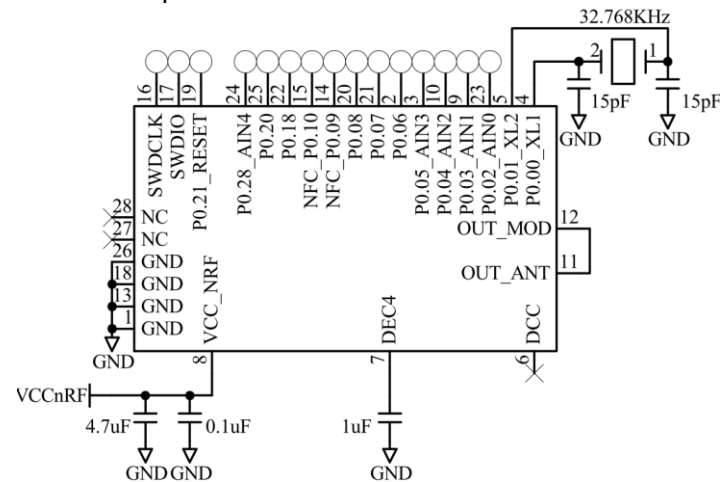 32.768KHz
2
1
15pF
15pF
GND
GND
16
17
19
24
25
22
15
14
20
21
2
3
10
9
23
5
4
SWDCLK
SWDIO
P0.21_RESET
P0.28_AIN4
P0.20
P0.18
NFC_P0.10
NFC_P0.09
P0.08
P0.07
P0.06
P0.05_AIN3
P0.04_AIN2
P0.03_AIN1
P0.02_AIN0
P0.01_XL2
P0.00_XL1
28 NC
27 NC
26 GND
18 GND
13 GND
1 GND
GND
OUT_MOD 12
OUT_ANT 11
VCC_NRF
DEC4
DCC
8
7
6
VCCnRF
4.7uF
0.1uF
1uF
GND
GND
GND